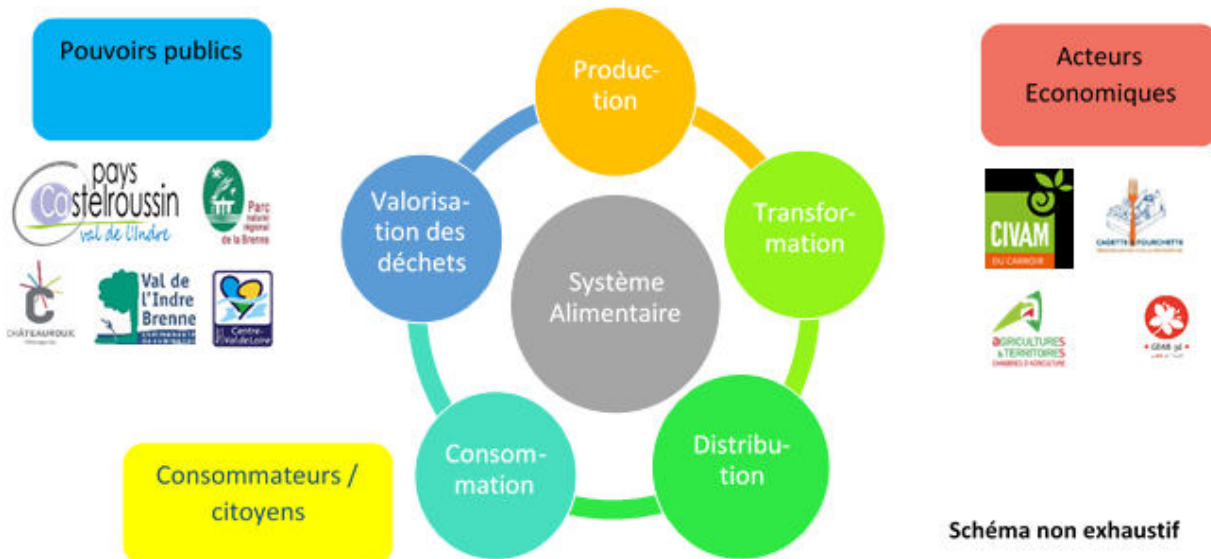 Pouvoirs publics
Produc-
tion
Acteurs
Economiques
pays
Castelroussin
val de l'Indre
Parc
naturel
régional
de la Brenne
Valorisa-
tion des
déchets
Transfor-
mation
CIVAM
DU CARROIR
CAGETTE & FOURCHETTE
Système
Alimentaire
C
CHÂTEAUROUX
Métropole
Val de
l'Indre
Brenne
Centre-
Val de Loire
AGRICULTURES
& TERRITOIRES
CHAMBRES D'AGRICULTURE
GEAB 36
Consom-
mation
Distribu-
tion
Consommateurs /
citoyens
Schéma non exhaustif